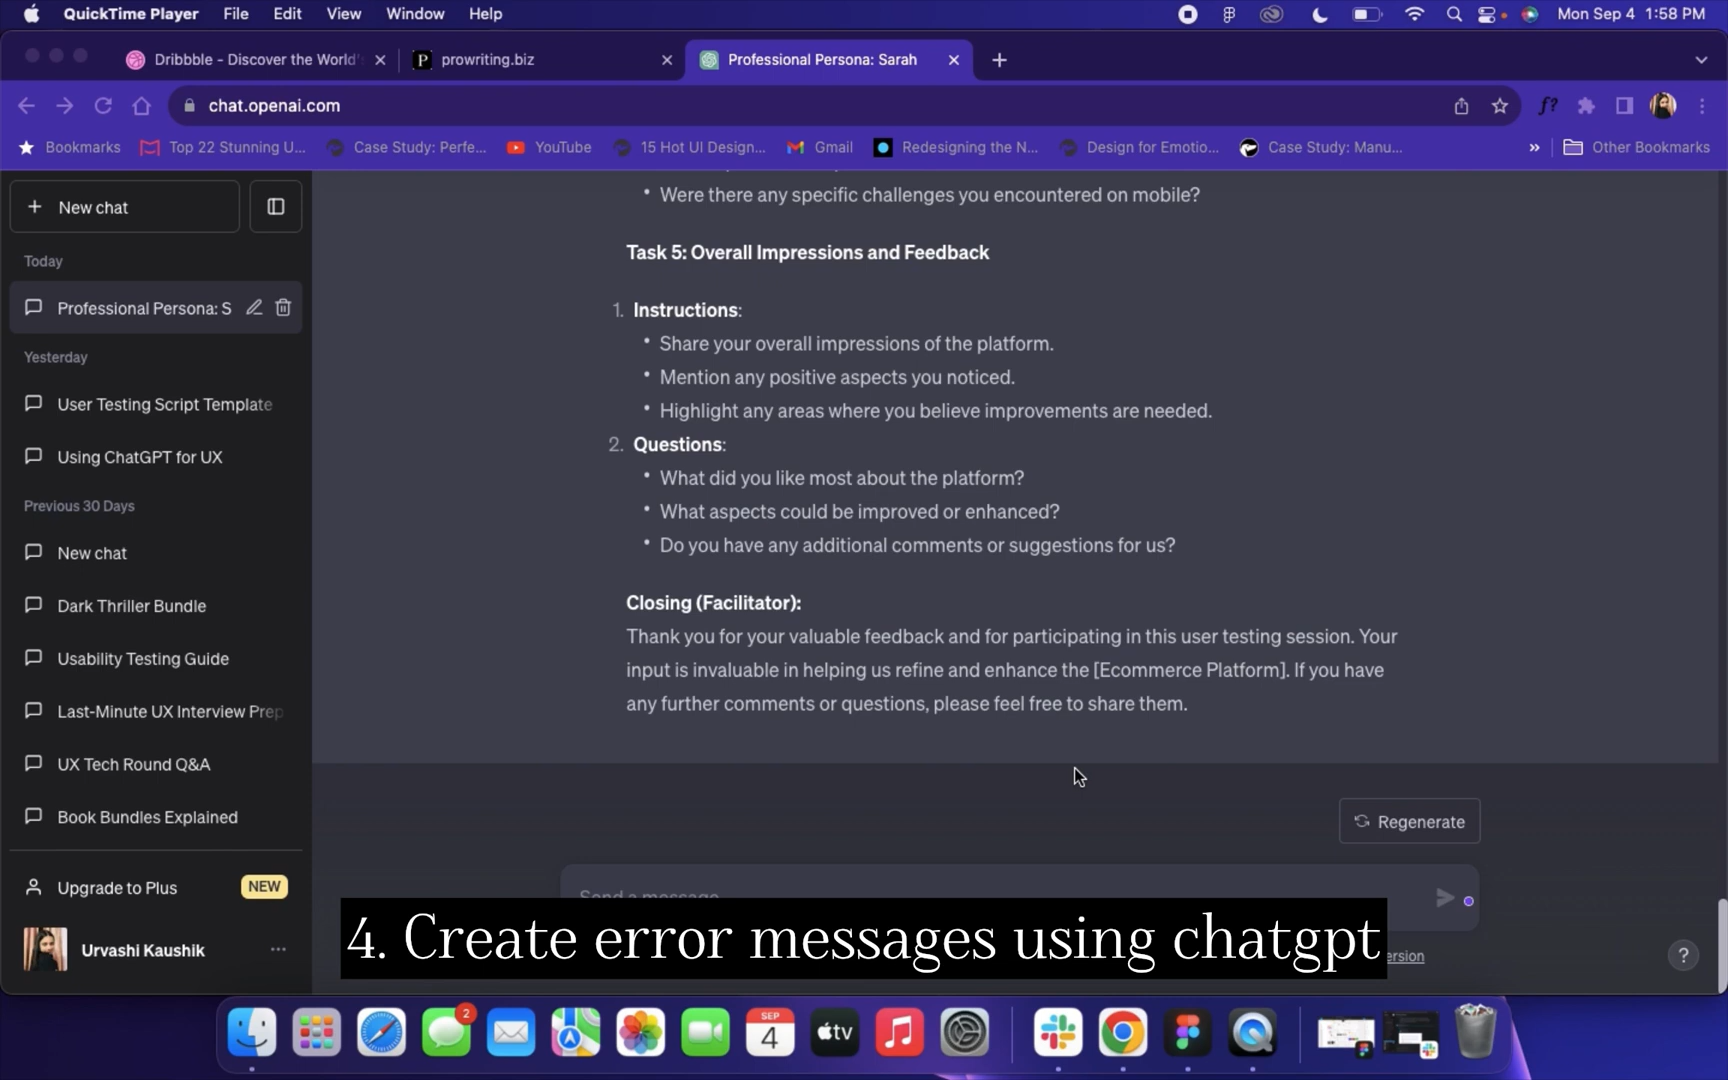 QuickTime Player File Edit View Window Help Mon Sep 4 1:58 PM
Dribbble - Discover the World' P prowriting.biz Professional Persona: Sarah
chat.openai.com f?
Bookmarks Top 22 Stunning U... Case Study: Perfe... YouTube 15 Hot UI Design... Gmail Redesigning the N... Design for Emotio... Case Study: Manu... » Other Bookmarks
+ New chat
Today
Professional Persona: S
Yesterday
User Testing Script Template
Using ChatGPT for UX
Previous 30 Days
New chat
Dark Thriller Bundle
Usability Testing Guide
Last-Minute UX Interview Prep
UX Tech Round Q&A
Book Bundles Explained
Upgrade to Plus NEW
Urvashi Kaushik ...
• Were there any specific challenges you encountered on mobile?
Task 5: Overall Impressions and Feedback
1. Instructions:
• Share your overall impressions of the platform.
• Mention any positive aspects you noticed.
• Highlight any areas where you believe improvements are needed.
2. Questions:
• What did you like most about the platform?
• What aspects could be improved or enhanced?
• Do you have any additional comments or suggestions for us?
Closing (Facilitator):
Thank you for your valuable feedback and for participating in this user testing session. Your
input is invaluable in helping us refine and enhance the [Ecommerce Platform]. If you have
any further comments or questions, please feel free to share them.
Regenerate
Send a message
4. Create error messages using chatgpt
ersion
?
2
SEP
4
tv